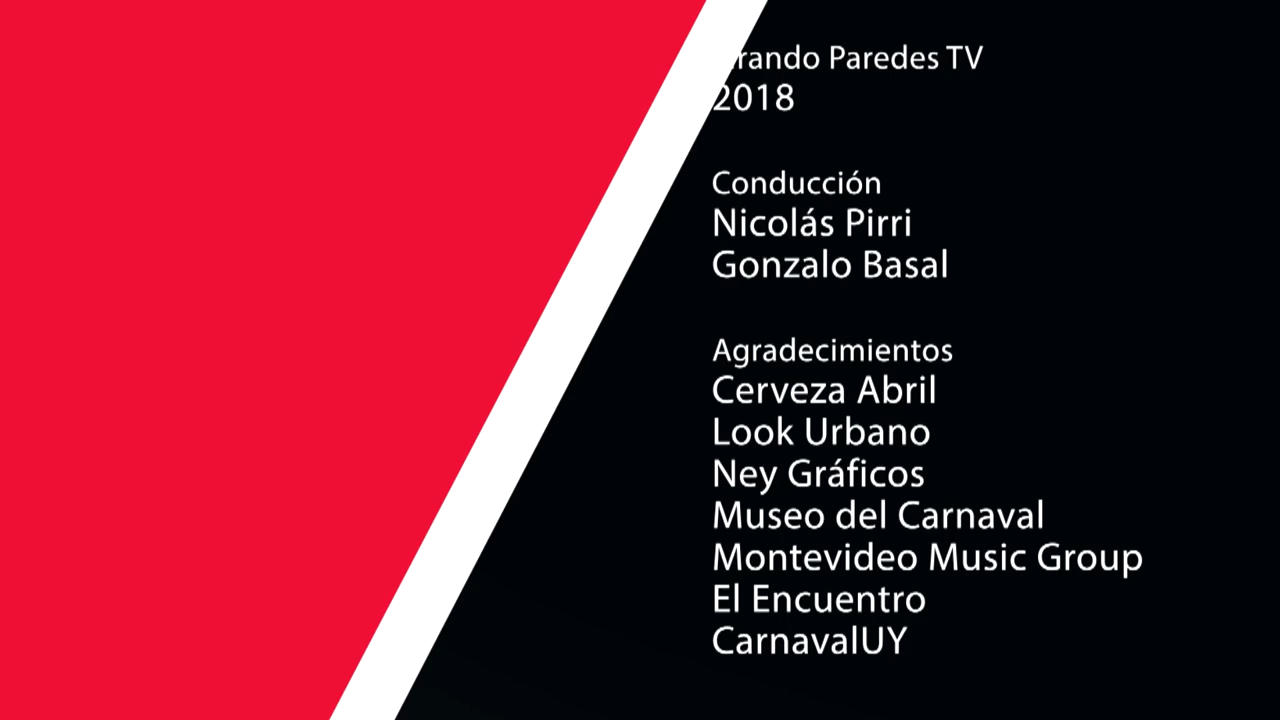 Paredes TV
2018
Conducción
Nicolás Pirri
Gonzalo Basal
Agradecimientos
Cerveza Abril
Look Urbano
Ney Gráficos
Museo del Carnaval
Montevideo Music Group
El Encuentro
CarnavalUY